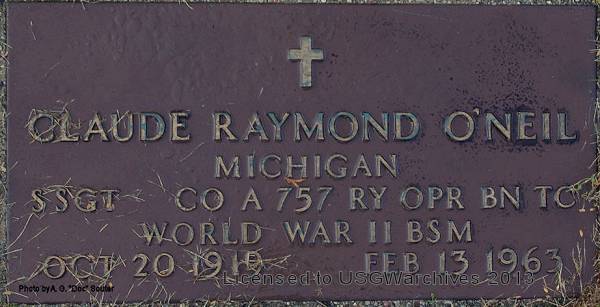 CLAUDE RAYMOND O'NEIL
MICHIGAN
SSGT CO A 757 RY OPR BN TC
WORLD WAR II BSM
OCT 20 1919 FEB 13 1963
Photo by A. G. "Doc" Souter
Licensed to USGWarchives 2013